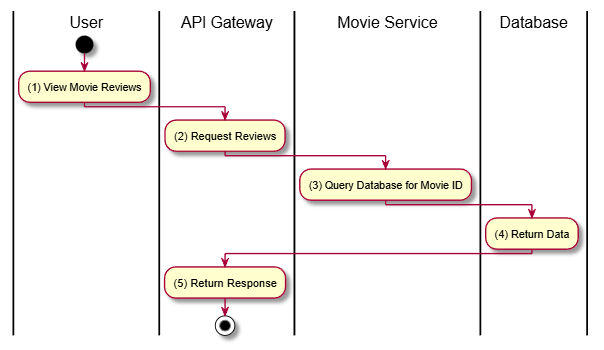 User
API Gateway
Movie Service
Database
(1) View Movie Reviews
(2) Request Reviews
(3) Query Database for Movie ID
(4) Return Data
(5) Return Response